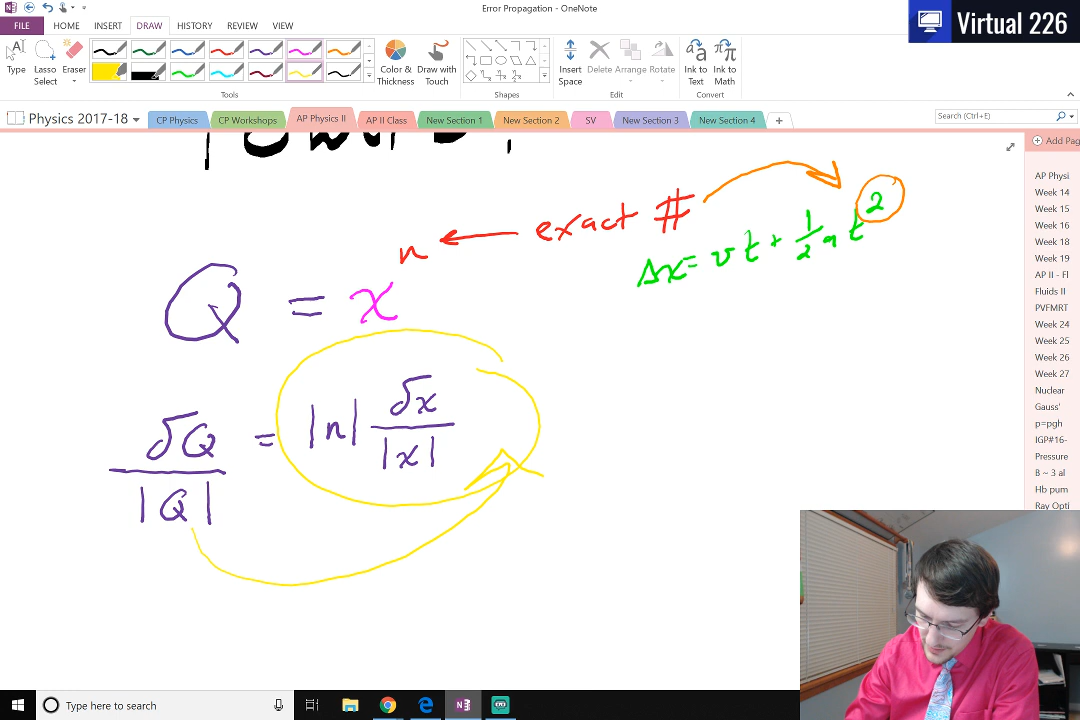 Error Propagation - OneNote
Virtual 226
FILE HOME INSERT DRAW HISTORY REVIEW VIEW
Type
Lasso Select
Eraser
Color & Thickness
Draw with Touch
Insert Space
Delete
Arrange
Rotate
Ink to Text
Ink to Math
Tools
Shapes
Edit
Convert
Physics 2017-18
CP Physics
CP Workshops
AP Physics II
AP II Class
New Section 1
New Section 2
SV
New Section 3
New Section 4
Search (Ctrl+E)
Add Pag
AP Physi
Week 14
Week 15
Week 16
Week 18
Week 19
AP II - Fl
Fluids II
PVFMRT
Week 24
Week 25
Week 26
Week 27
Nuclear
Gauss'
p=pgh
IGP#16-
Pressure
B ~ 3 al
Hb pum
Ray Opti
n ← exact #
Δx = vt + 1/2 a t^2
Q = x
δQ/|Q| = |n| δx/|x|
Type here to search